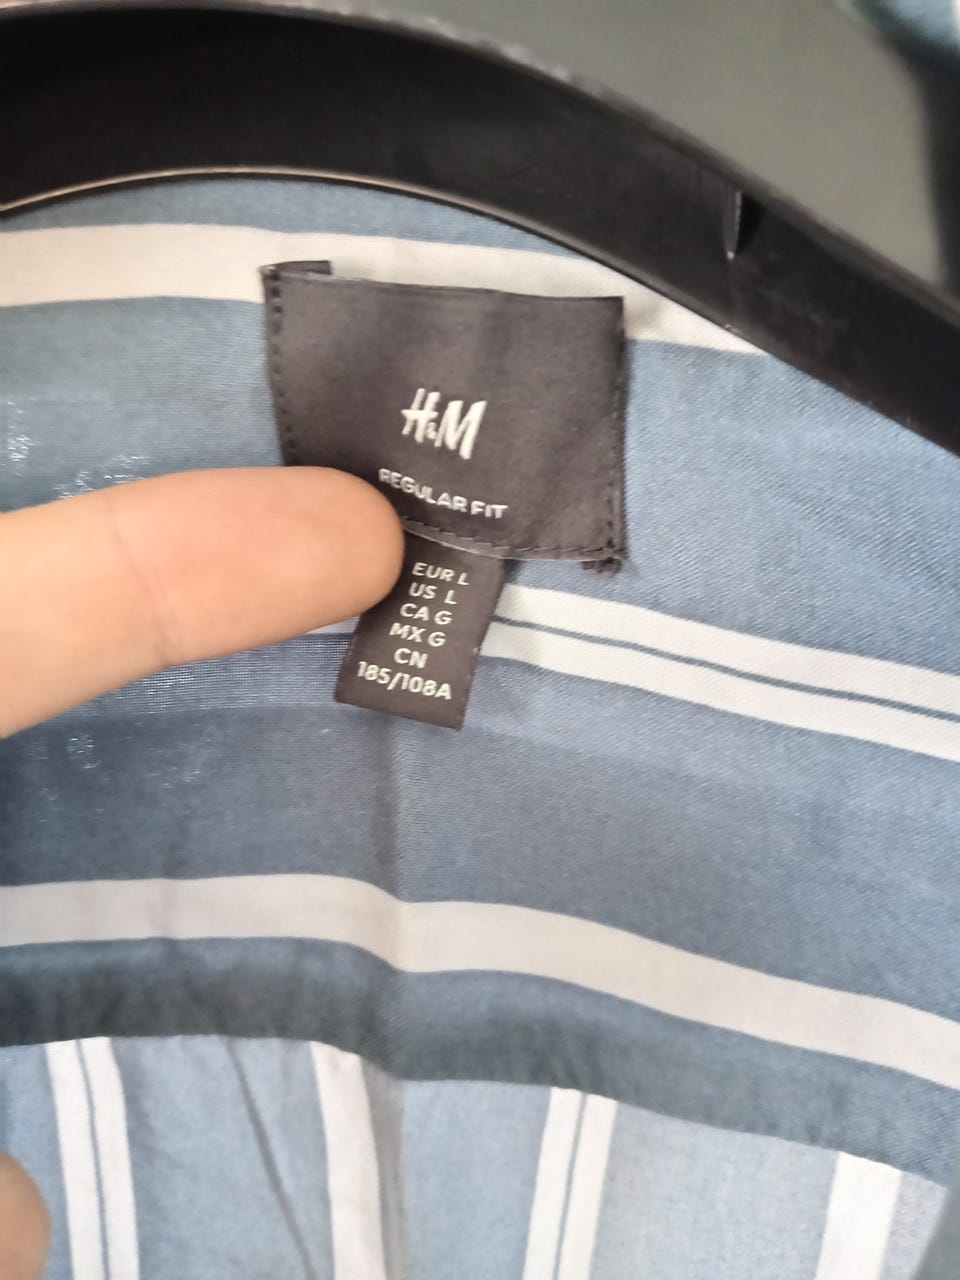 H&M
REGULAR FIT
EUR L
US L
CA G
MX G
CN
185/108A